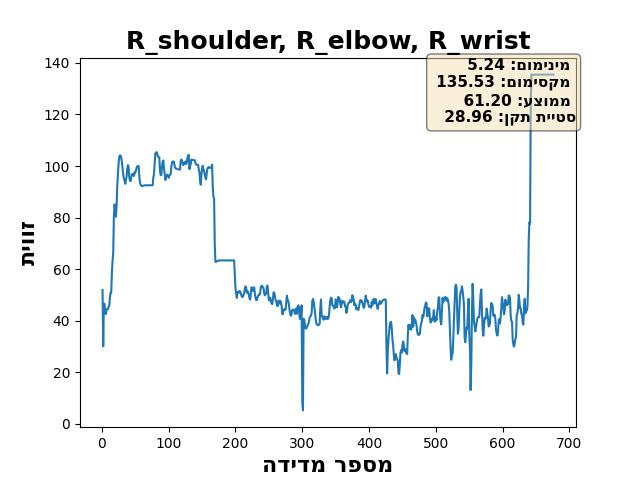 R_shoulder, R_elbow, R_wrist
מינימום: 5.24
מקסימום: 135.53
ממוצע: 61.20
סטיית תקן: 28.96
זווית
140
120
100
80
60
40
20
0
0 100 200 300 400 500 600 700
מספר מדידה